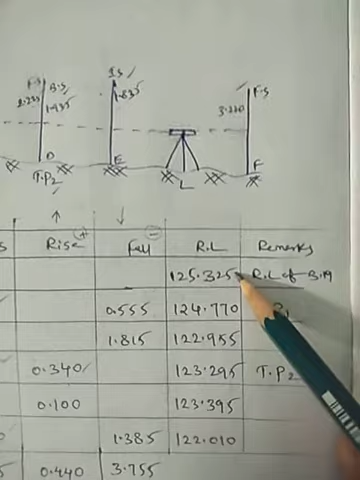 F.S B.S
I.S
F.S
1.935
1.835
3.220
D
E
L
F
T.P2
Rise Fall R.L Remarks
125.325 R.L of B.M
0.555 124.770
1.815 122.955
0.340 123.295 T.P2
0.100 123.395
1.385 122.010
0.440 3.755